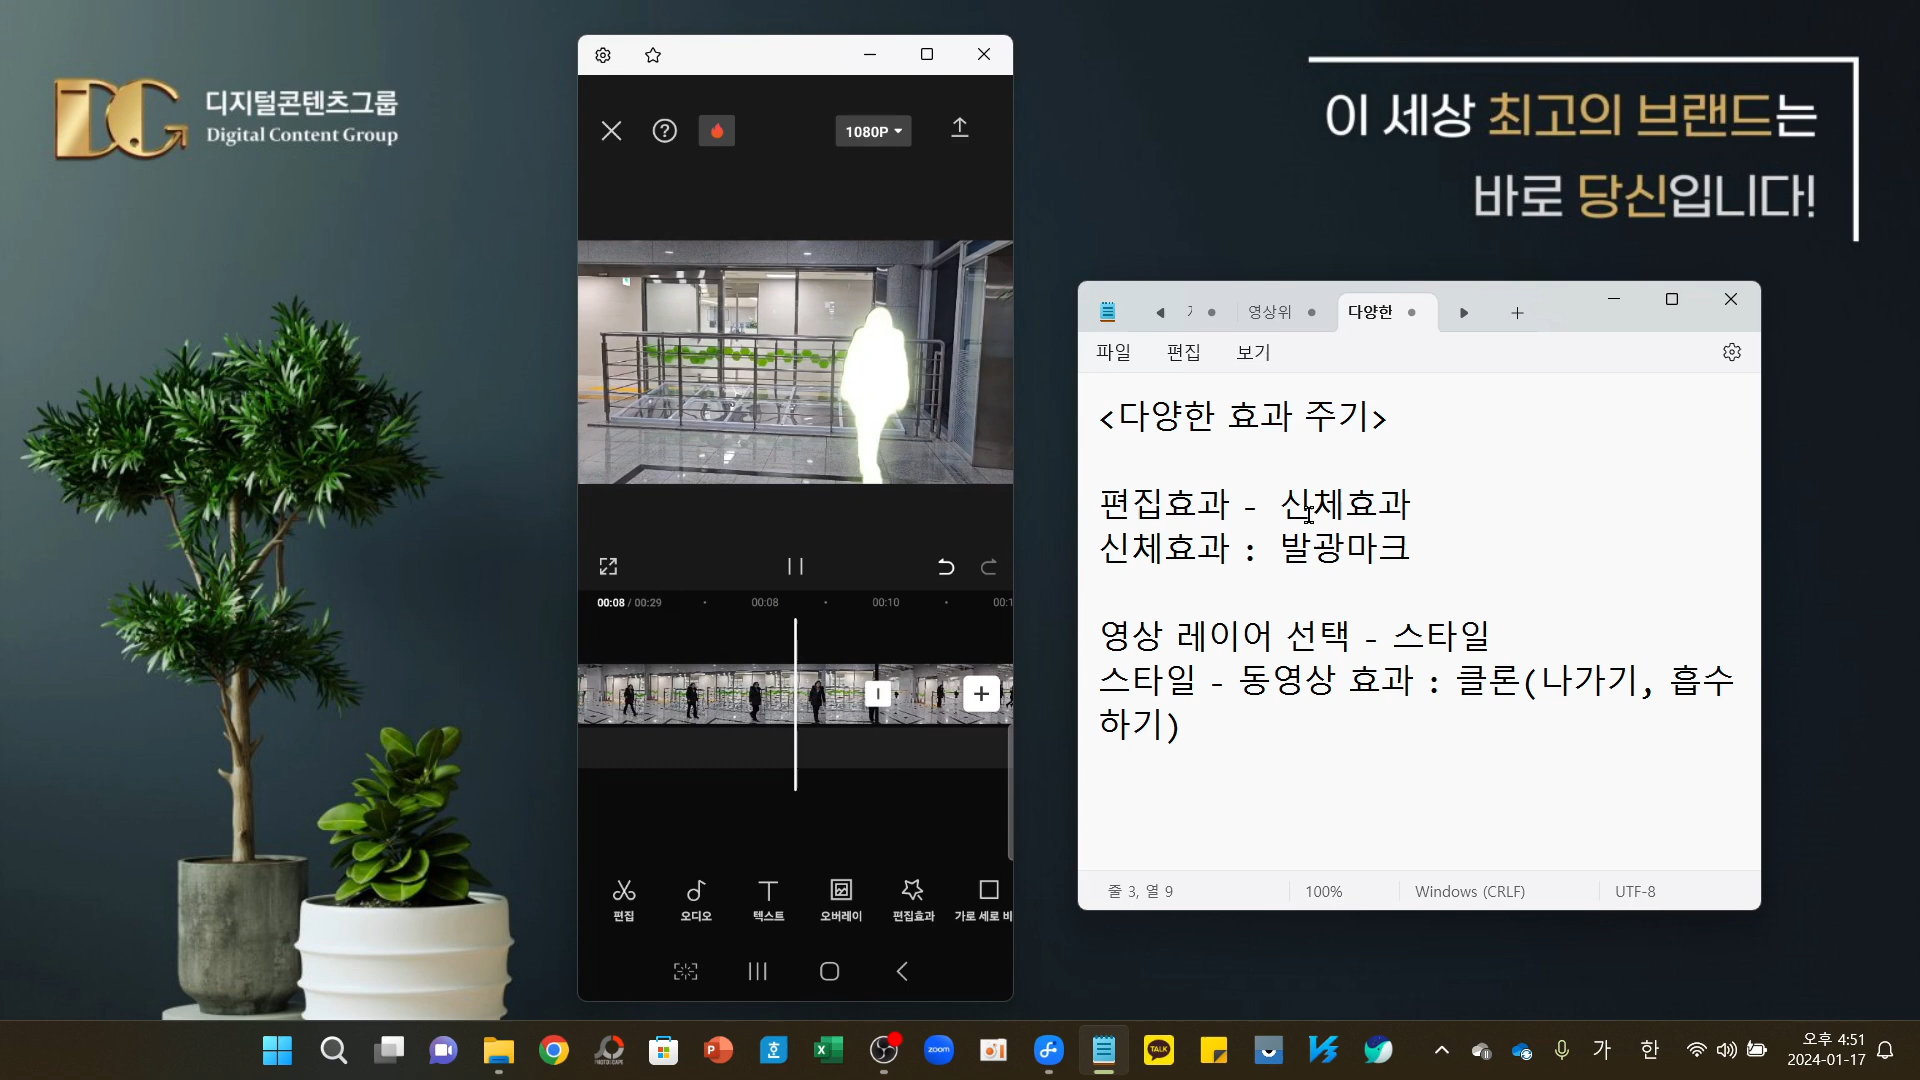 디지털콘텐츠그룹
Digital Content Group
이 세상 최고의 브랜드는
바로 당신입니다!
1080P
00:08 / 00:29
00:08
00:10
편집
오디오
텍스트
오버레이
편집효과
가로 세로 비
영상위
다양한
파일
편집
보기
<다양한 효과 주기>
편집효과 - 신체효과
신체효과 : 발광마크
영상 레이어 선택 - 스타일
스타일 - 동영상 효과 : 클론(나가기, 흡수
하기)
줄 3, 열 9
100%
Windows (CRLF)
UTF-8
zoom
TALK
가
한
오후 4:51
2024-01-17